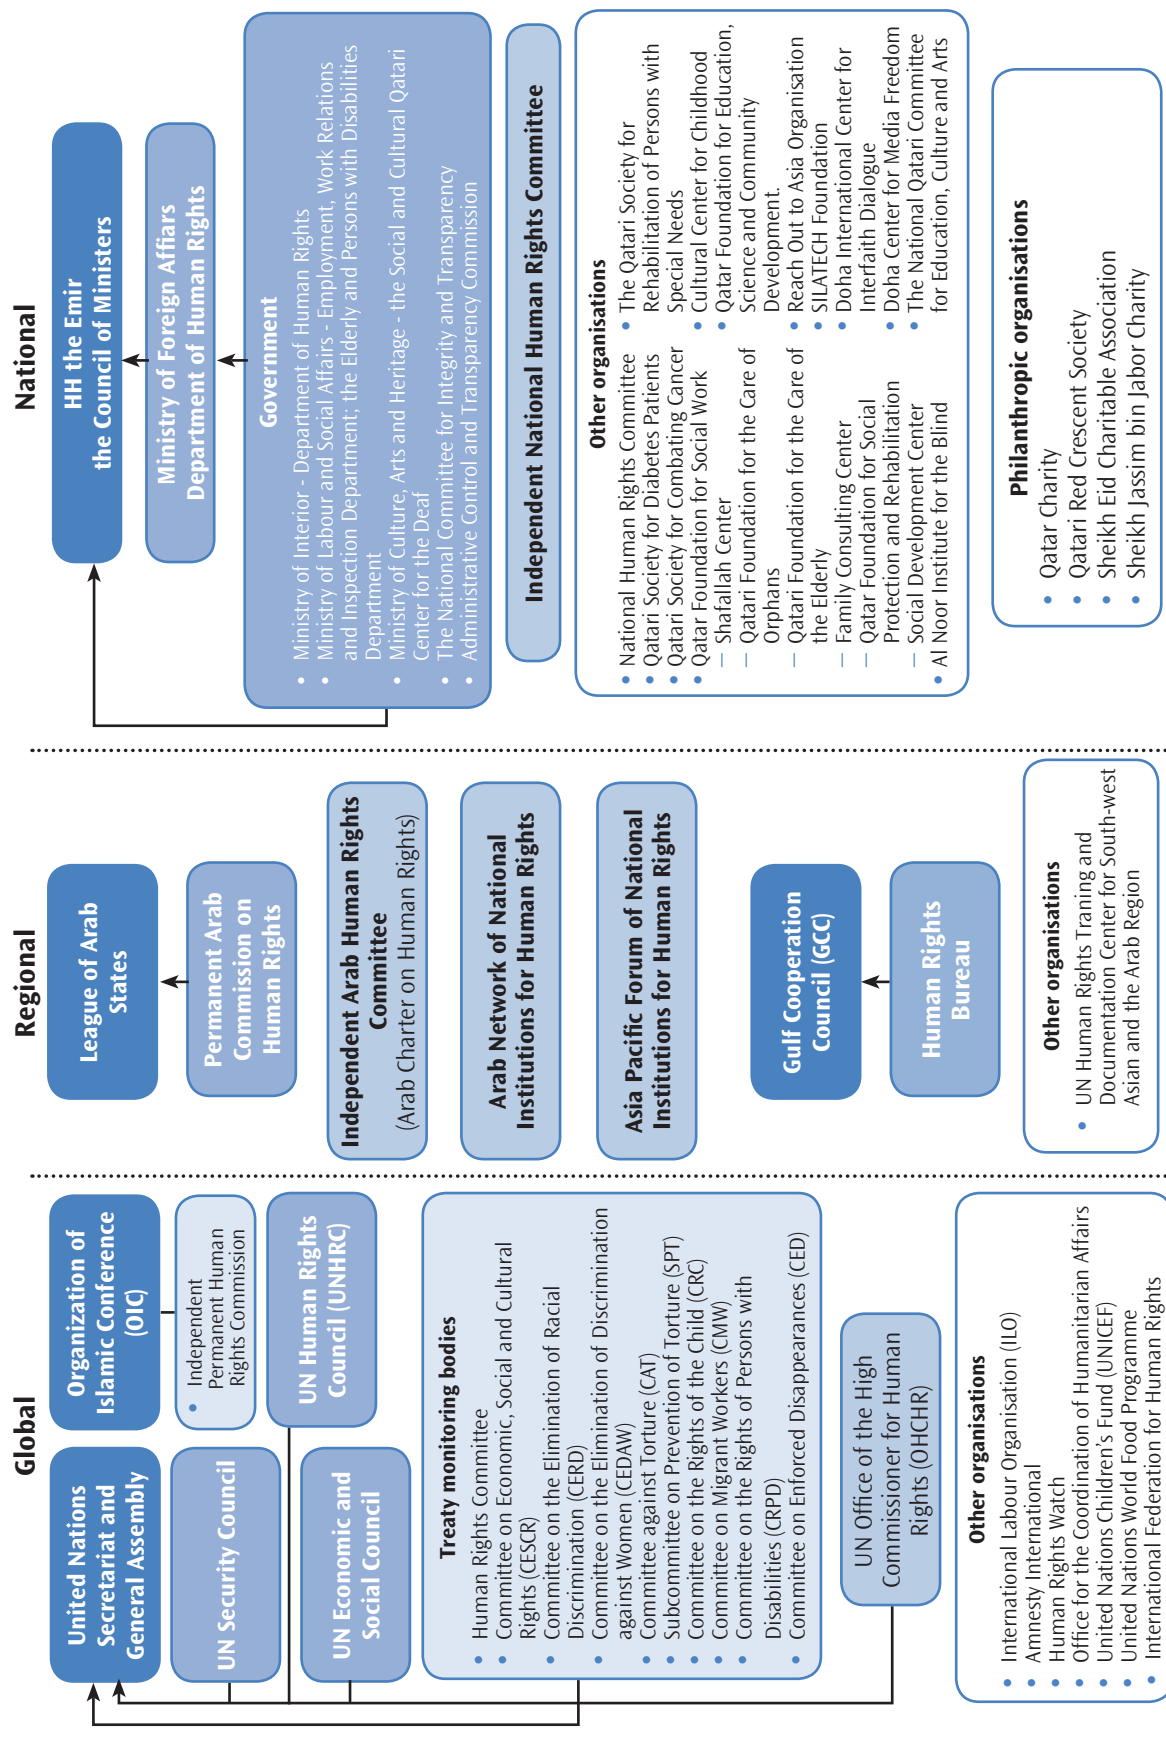 Global
United Nations
Secretariat and
General Assembly
Organization of
Islamic Conference
(OIC)
• Independent
Permanent Human
Rights Commission
UN Security Council
UN Human Rights
Council (UNHRC)
UN Economic and
Social Council
Treaty monitoring bodies
• Human Rights Committee
• Committee on Economic, Social and Cultural
Rights (CESCR)
• Committee on the Elimination of Racial
Discrimination (CERD)
• Committee on the Elimination of Discrimination
against Women (CEDAW)
• Committee against Torture (CAT)
• Subcommittee on Prevention of Torture (SPT)
• Committee on the Rights of the Child (CRC)
• Committee on Migrant Workers (CMW)
• Committee on the Rights of Persons with
Disabilities (CRPD)
• Committee on Enforced Disappearances (CED)
UN Office of the High
Commissioner for Human
Rights (OHCHR)
Other organisations
• International Labour Organisation (ILO)
• Amnesty International
• Human Rights Watch
• Office for the Coordination of Humanitarian Affairs
• United Nations Children's Fund (UNICEF)
• United Nations World Food Programme
• International Federation for Human Rights
Regional
League of Arab
States
Permanent Arab
Commission on
Human Rights
Independent Arab Human Rights
Committee
(Arab Charter on Human Rights)
Arab Network of National
Institutions for Human Rights
Asia Pacific Forum of National
Institutions for Human Rights
Gulf Cooperation
Council (GCC)
Human Rights
Bureau
Other organisations
• UN Human Rights Traning and
Documentation Center for South-west
Asian and the Arab Region
National
HH the Emir
the Council of Ministers
Ministry of Foreign Affiars
Department of Human Rights
Government
• Ministry of Interior - Department of Human Rights
• Ministry of Labour and Social Affairs - Employment, Work Relations
and Inspection Department; the Elderly and Persons with Disabilities
Department
• Ministry of Culture, Arts and Heritage - the Social and Cultural Qatari
Center for the Deaf
• The National Committee for Integrity and Transparency
• Administrative Control and Transparency Commission
Independent National Human Rights Committee
Other organisations
• National Human Rights Committee
• Qatari Society for Diabetes Patients
• Qatari Society for Combating Cancer
• Qatar Foundation for Social Work
– Shafallah Center
– Qatari Foundation for the Care of
Orphans
– Qatari Foundation for the Care of
the Elderly
– Family Consulting Center
– Qatar Foundation for Social
Protection and Rehabilitation
– Social Development Center
• Al Noor Institute for the Blind
• The Qatari Society for
Rehabilitation of Persons with
Special Needs
• Cultural Center for Childhood
• Qatar Foundation for Education,
Science and Community
Development.
• Reach Out to Asia Organisation
• SILATECH Foundation
• Doha International Center for
Interfaith Dialogue
• Doha Center for Media Freedom
• The National Qatari Committee
for Education, Culture and Arts
Philanthropic organisations
• Qatar Charity
• Qatari Red Crescent Society
• Sheikh Eid Charitable Association
• Sheikh Jassim bin Jabor Charity